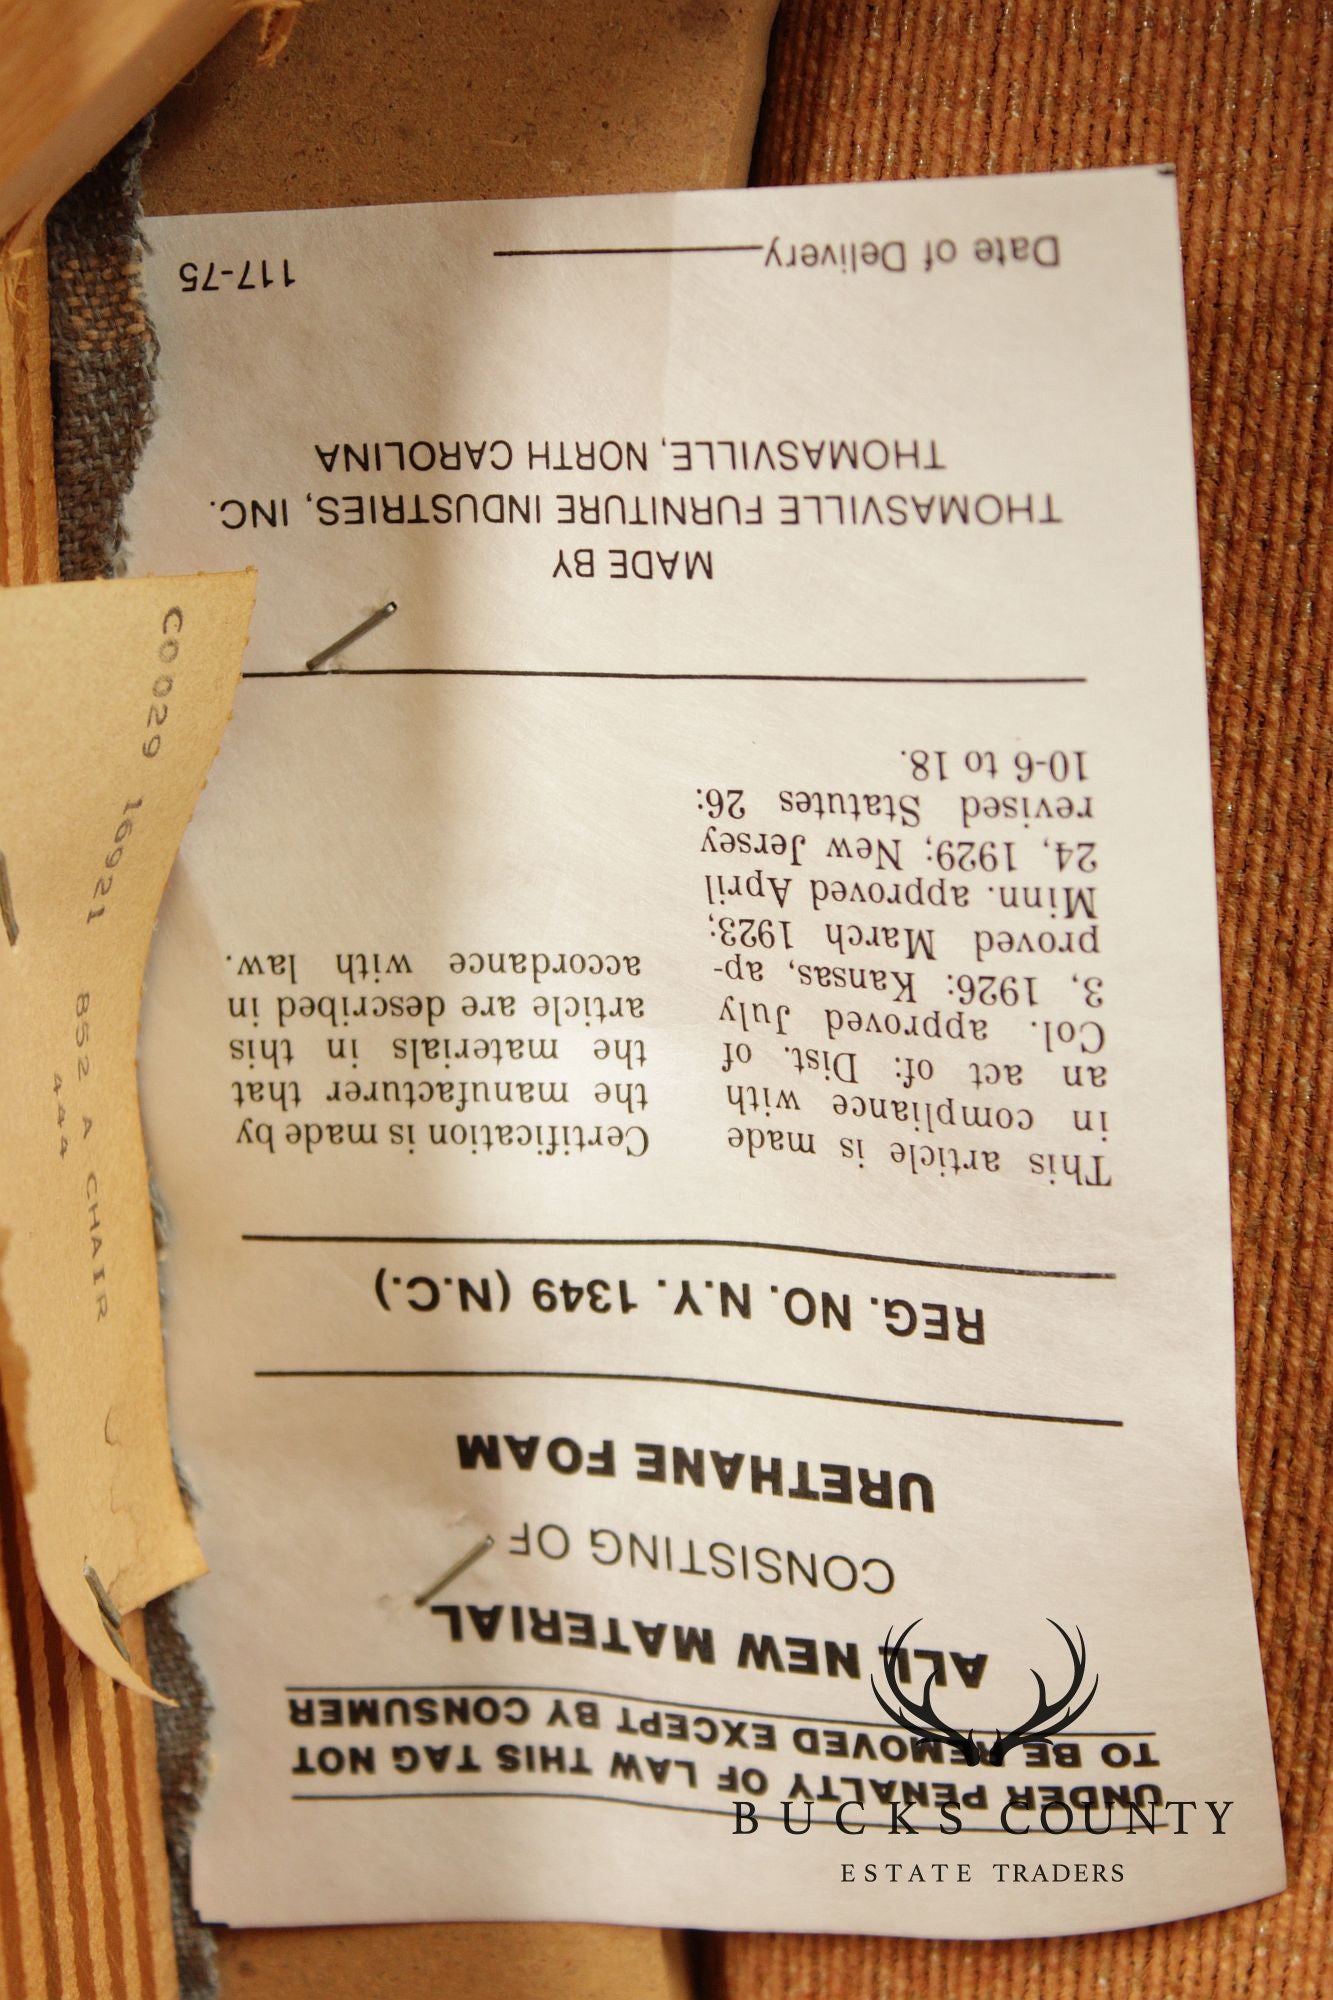 UNDER PENALTY OF LAW THIS TAG NOT
TO BE REMOVED EXCEPT BY CONSUMER
ALL NEW MATERIAL
CONSISTING OF
URETHANE FOAM
REG. NO. N.Y. 1349 (N.C.)
This article is made
in compliance with
an act of: Dist. of
Col. approved July
3, 1926: Kansas, ap-
proved March 1923;
Minn. approved April
24, 1929; New Jersey
revised Statutes 26:
10-6 to 18.
Certification is made by
the manufacturer that
the materials in this
article are described in
accordance with law.
MADE BY
THOMASVILLE FURNITURE INDUSTRIES, INC.
THOMASVILLE, NORTH CAROLINA
Date of Delivery
117-75
C0029 16921 852 A CHAIR
444
BUCKS COUNTY
ESTATE TRADERS